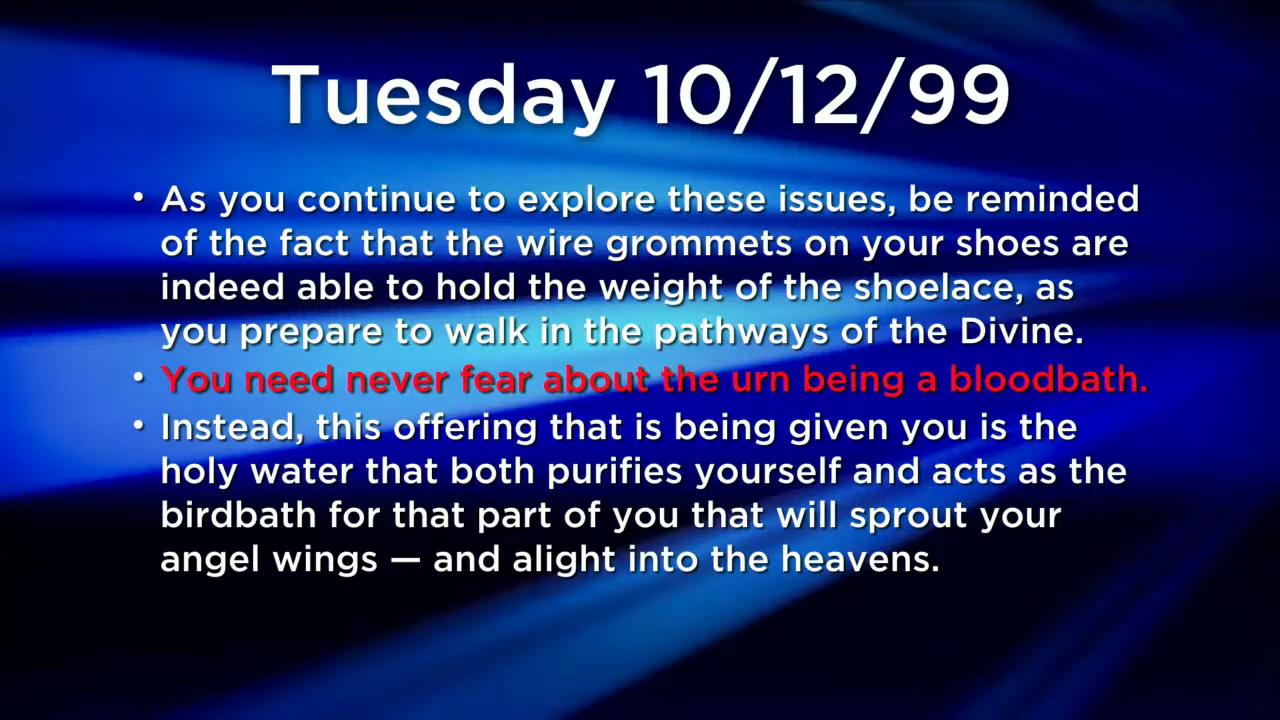 Tuesday 10/12/99
• As you continue to explore these issues, be reminded
of the fact that the wire grommets on your shoes are
indeed able to hold the weight of the shoelace, as
you prepare to walk in the pathways of the Divine.
• You need never fear about the urn being a bloodbath.
• Instead, this offering that is being given you is the
holy water that both purifies yourself and acts as the
birdbath for that part of you that will sprout your
angel wings — and alight into the heavens.